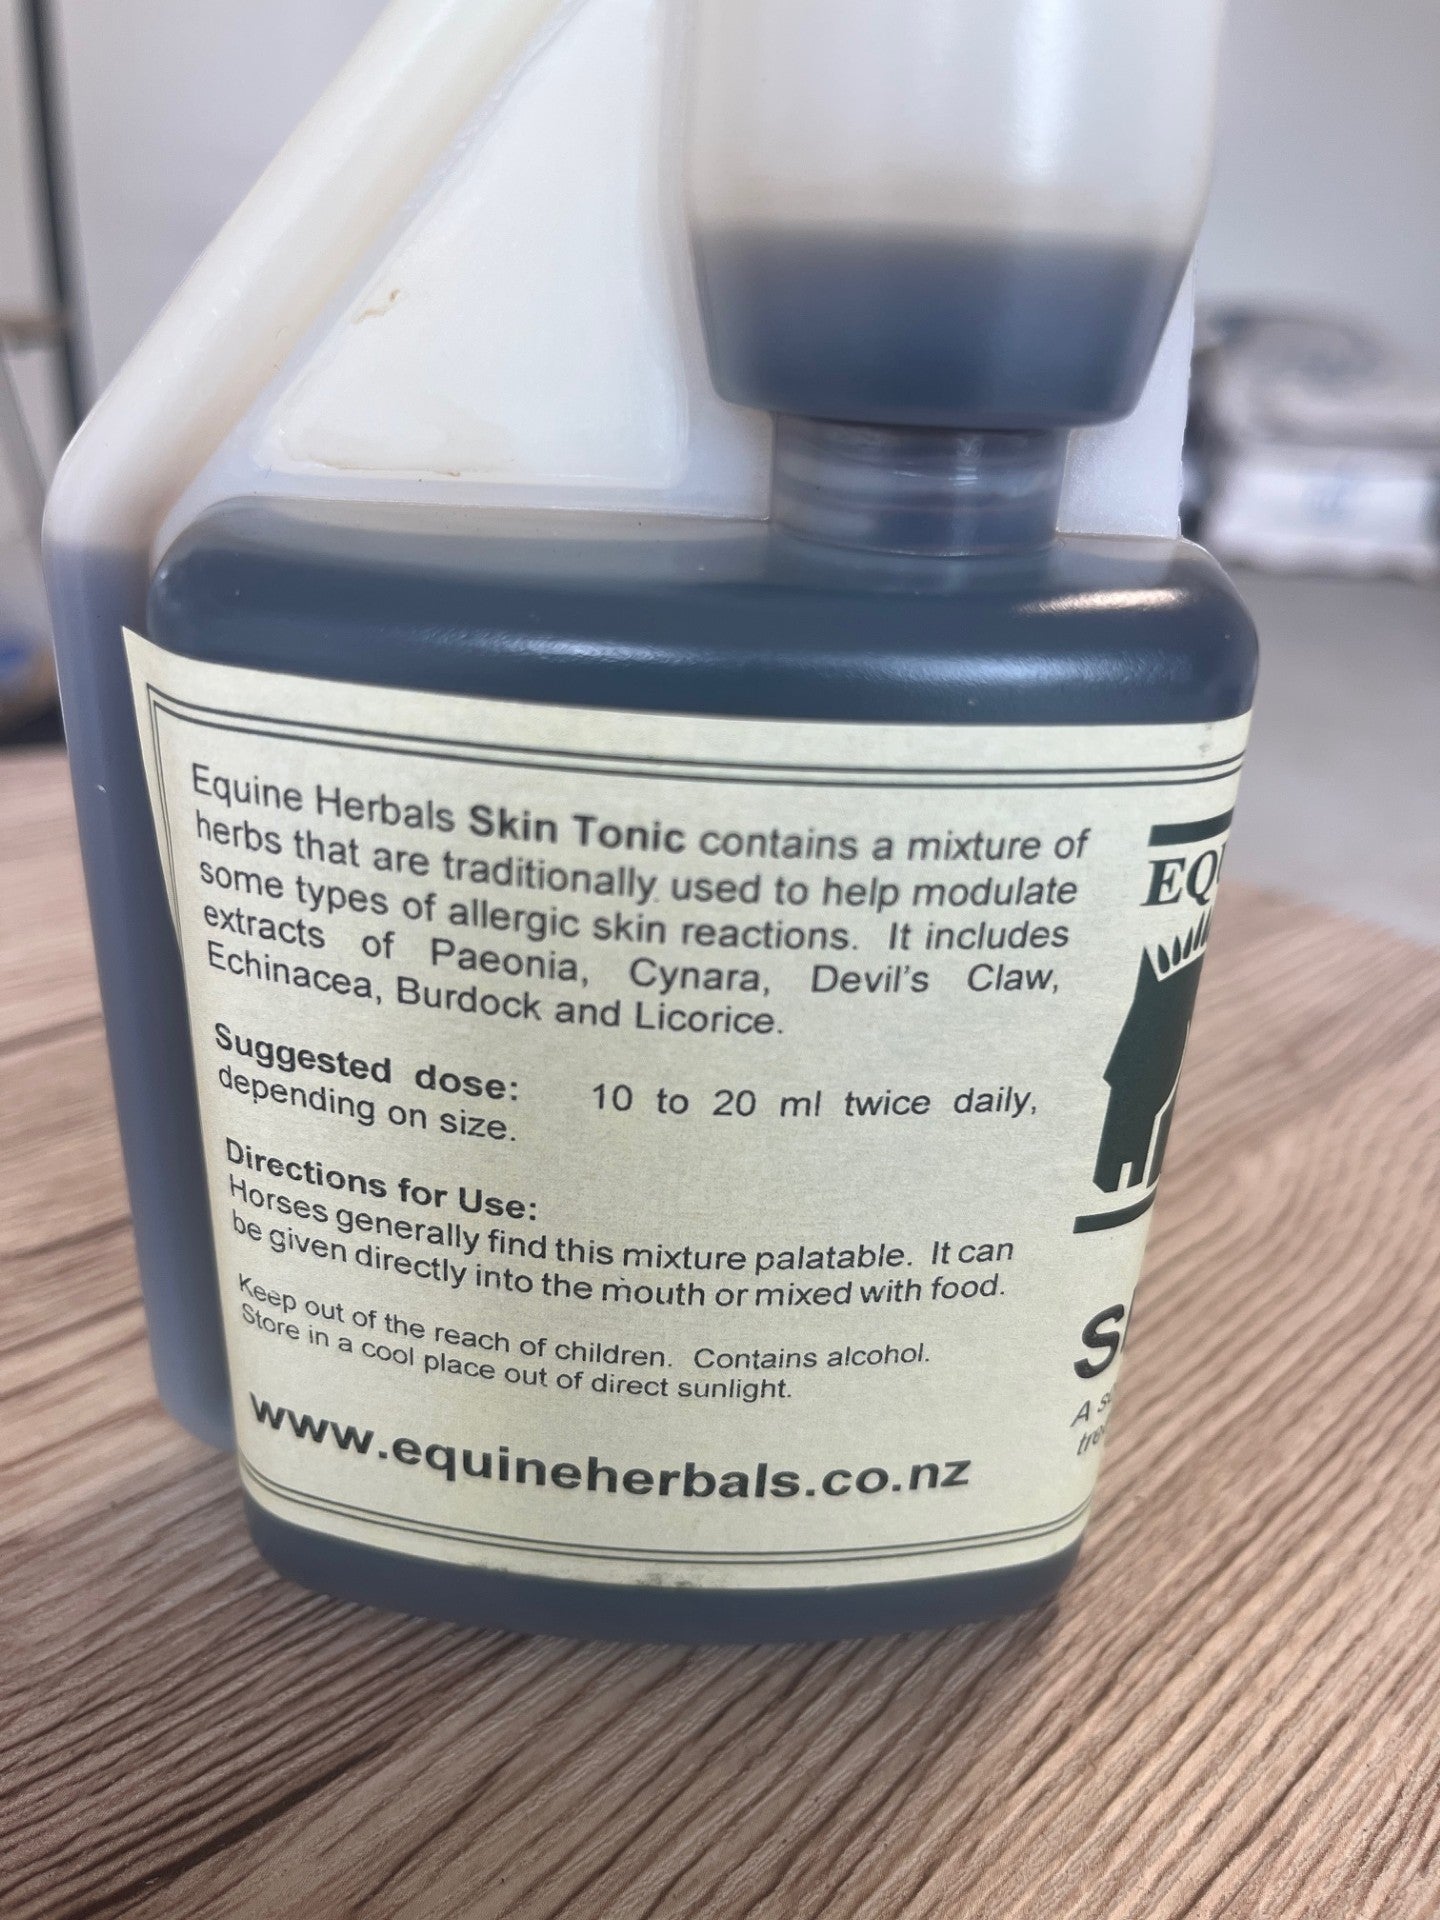 Equine Herbals Skin Tonic contains a mixture of
herbs that are traditionally used to help modulate
some types of allergic skin reactions. It includes
extracts of Paeonia, Cynara, Devil's Claw,
Echinacea, Burdock and Licorice.
Suggested dose: 10 to 20 ml twice daily,
depending on size.
Directions for Use:
Horses generally find this mixture palatable. It can
be given directly into the mouth or mixed with food.
Keep out of the reach of children. Contains alcohol.
Store in a cool place out of direct sunlight.
www.equineherbals.co.nz
EQU
A